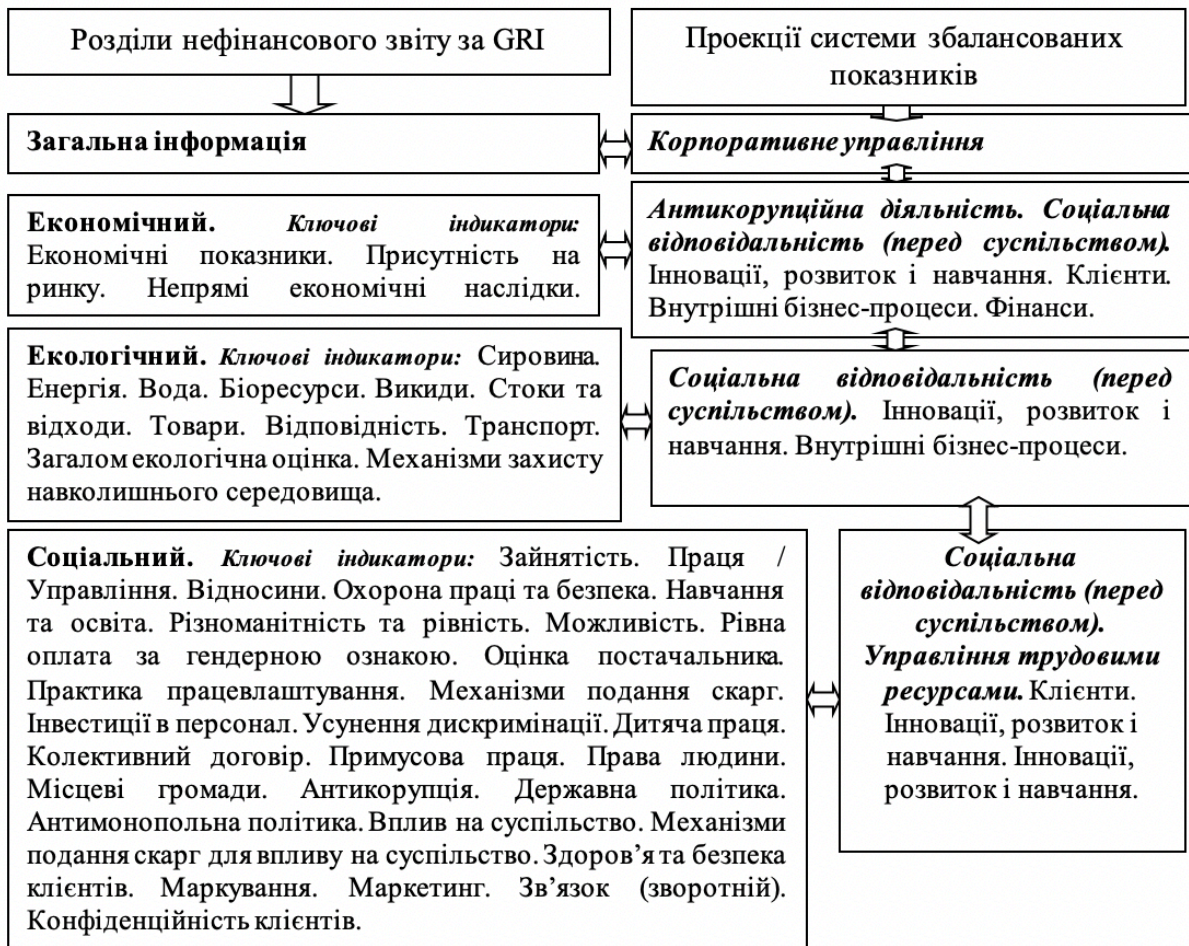 Розділи нефінансового звіту за GRI
Проекції системи збалансованих
показників
Загальна інформація
Корпоративне управління
Економічний. Ключові індикатори:
Економічні показники. Присутність на
ринку. Непрямі економічні наслідки.
Антикорупційна діяльність. Соціальна
відповідальність (перед суспільством).
Інновації, розвиток і навчання. Клієнти.
Внутрішні бізнес-процеси. Фінанси.
Екологічний. Ключові індикатори: Сировина.
Енергія. Вода. Біоресурси. Викиди. Стоки та
відходи. Товари. Відповідність. Транспорт.
Загалом екологічна оцінка. Механізми захисту
навколишнього середовища.
Соціальна відповідальність (перед
суспільством). Інновації, розвиток і
навчання. Внутрішні бізнес-процеси.
Соціальний. Ключові індикатори: Зайнятість. Праця /
Управління. Відносини. Охорона праці та безпека. Навчання
та освіта. Різноманітність та рівність. Можливість. Рівна
оплата за гендерною ознакою. Оцінка постачальника.
Практика працевлаштування. Механізми подання скарг.
Інвестиції в персонал. Усунення дискримінації. Дитяча праця.
Колективний договір. Примусова праця. Права людини.
Місцеві громади. Антикорупція. Державна політика.
Антимонопольна політика. Вплив на суспільство. Механізми
подання скарг для впливу на суспільство. Здоров’я та безпека
клієнтів. Маркування. Маркетинг. Зв’язок (зворотній).
Конфіденційність клієнтів.
Соціальна
відповідальність (перед
суспільством).
Управління трудовими
ресурсами. Клієнти.
Інновації, розвиток і
навчання. Інновації,
розвиток і навчання.